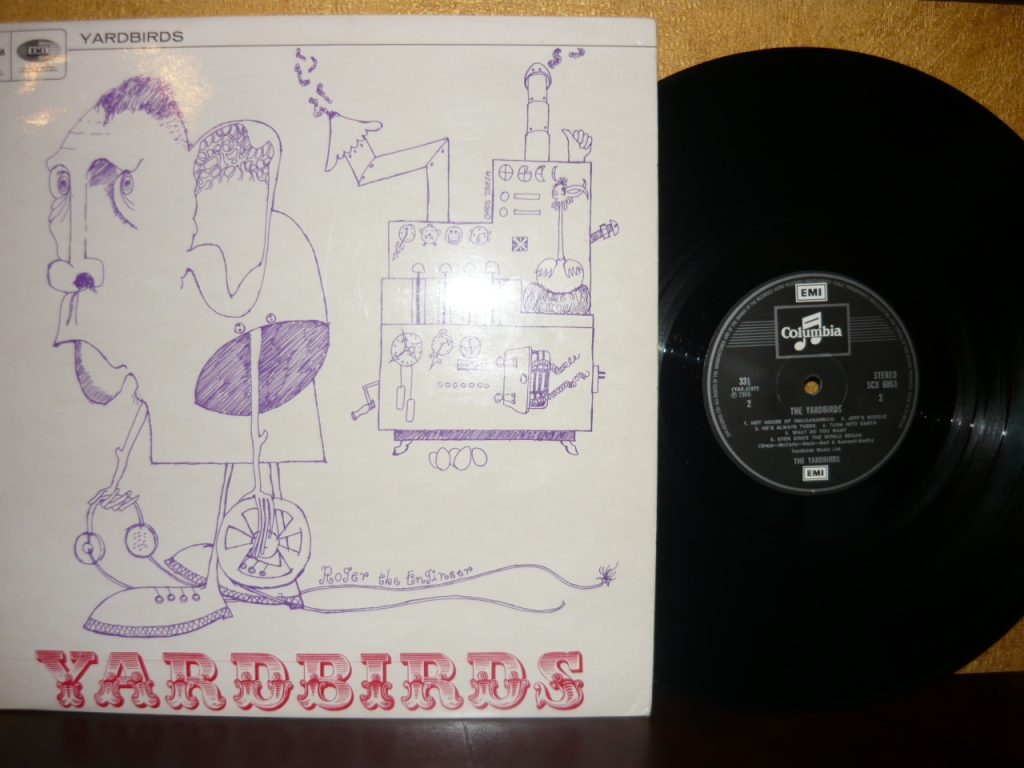 EMI
YARDBIRDS
CHRIS DREJA
Roger the Engineer
YARDBIRDS
EMI
Columbia
33⅓
STEREO
SCX 6063
℗ 1966
2
2
THE YARDBIRDS
1. HOT HOUSE OF OMAGARARSHID. 2. JEFF'S BOOGIE
3. HE'S ALWAYS THERE. 4. TURN INTO EARTH
5. WHAT DO YOU WANT
6. EVER SINCE THE WORLD BEGAN.
Yardbirds Music Ltd.
THE YARDBIRDS
EMI